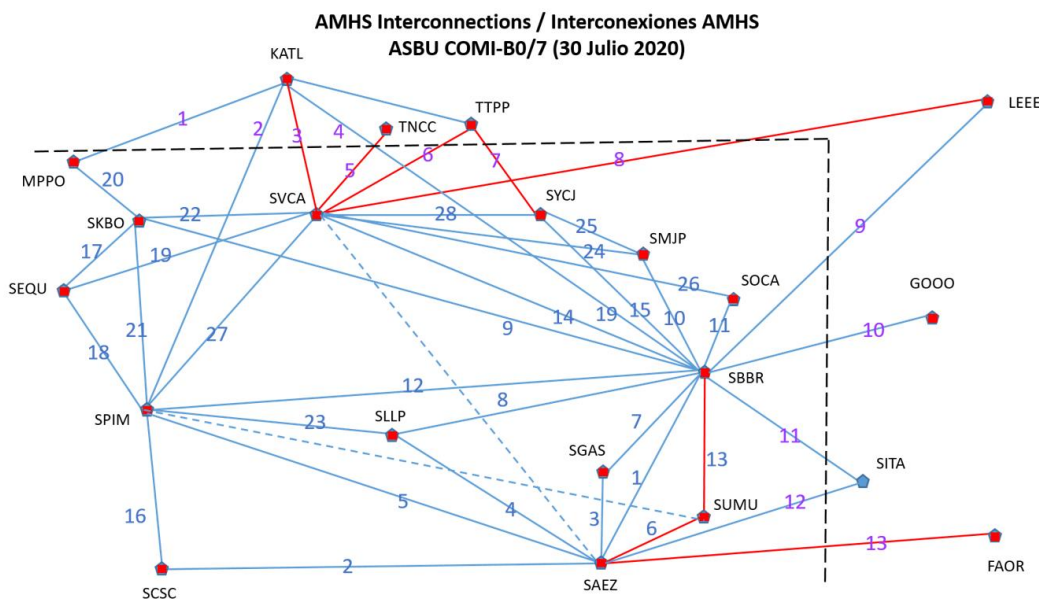 AMHS Interconnections / Interconexiones AMHS
ASBU COMI-B0/7 (30 Julio 2020)
KATL
LEEE
TTPP
TNCC
1
2
3
4
5
6
7
8
MPPO
20
SVCA
SYCJ
22
28
25
SKBO
SMJP
9
17
19
24
SOCA
26
GOOO
SEQU
21
27
9
14
19
15
10
11
10
18
SBBR
12
8
SPIM
23
SLLP
7
11
SGAS
13
SITA
1
SUMU
5
4
12
16
3
6
13
2
SCSC
SAEZ
FAOR